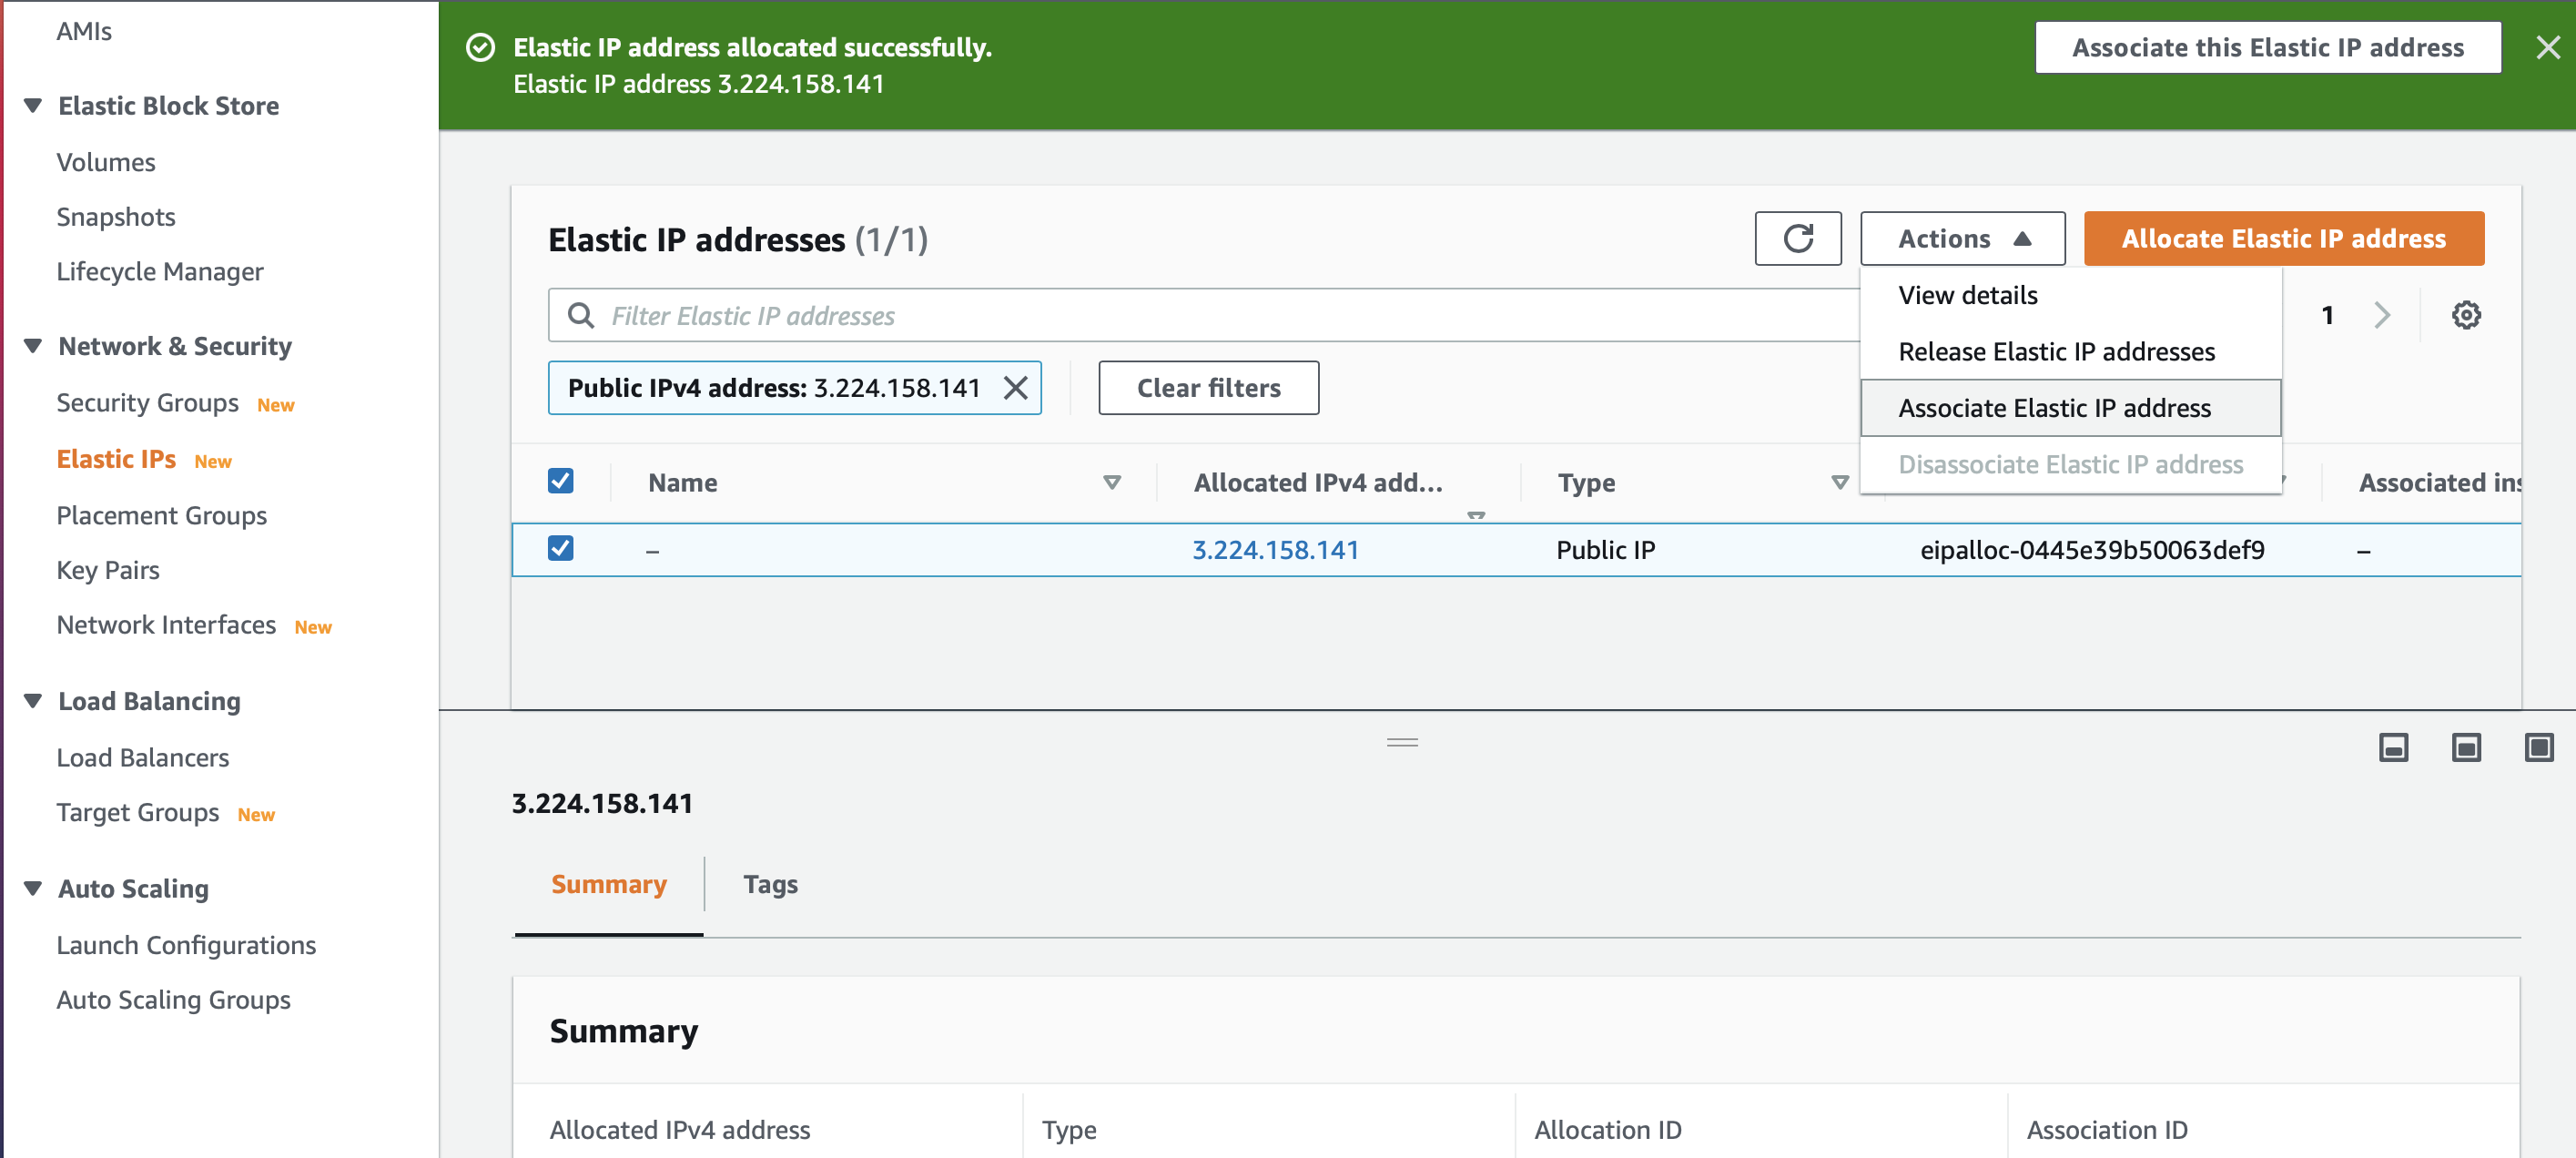 AMIs
Elastic Block Store
Volumes
Snapshots
Lifecycle Manager
Network & Security
Security Groups New
Elastic IPs New
Placement Groups
Key Pairs
Network Interfaces New
Load Balancing
Load Balancers
Target Groups New
Auto Scaling
Launch Configurations
Auto Scaling Groups
Elastic IP address allocated successfully.
Elastic IP address 3.224.158.141
Associate this Elastic IP address
Elastic IP addresses (1/1)
Actions
Allocate Elastic IP address
Filter Elastic IP addresses
View details
Release Elastic IP addresses
Associate Elastic IP address
Disassociate Elastic IP address
1
Public IPv4 address: 3.224.158.141
Clear filters
Name
Allocated IPv4 add...
Type
Associated ins
–
3.224.158.141
Public IP
eipalloc-0445e39b50063def9
–
3.224.158.141
Summary
Tags
Summary
Allocated IPv4 address
Type
Allocation ID
Association ID